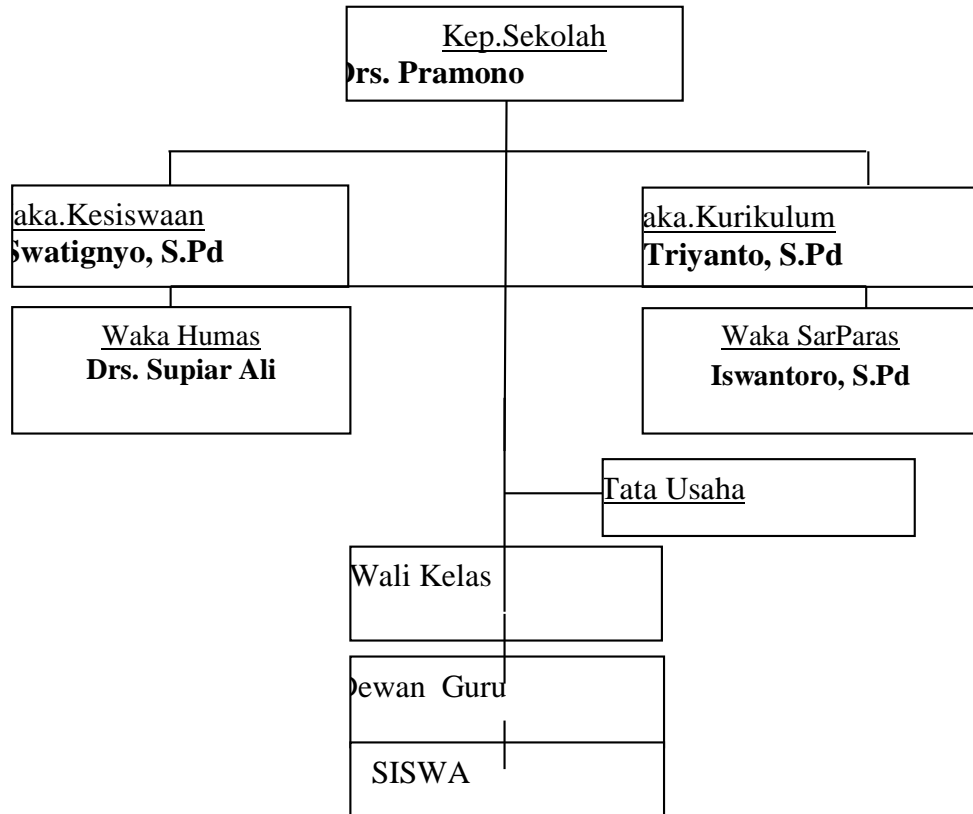 Kep.Sekolah
Drs. Pramono
aka.Kesiswaan
Swatignyo, S.Pd
aka.Kurikulum
Triyanto, S.Pd
Waka Humas
Drs. Supiar Ali
Waka SarParas
Iswantoro, S.Pd
Tata Usaha
Wali Kelas
Dewan Guru
SISWA